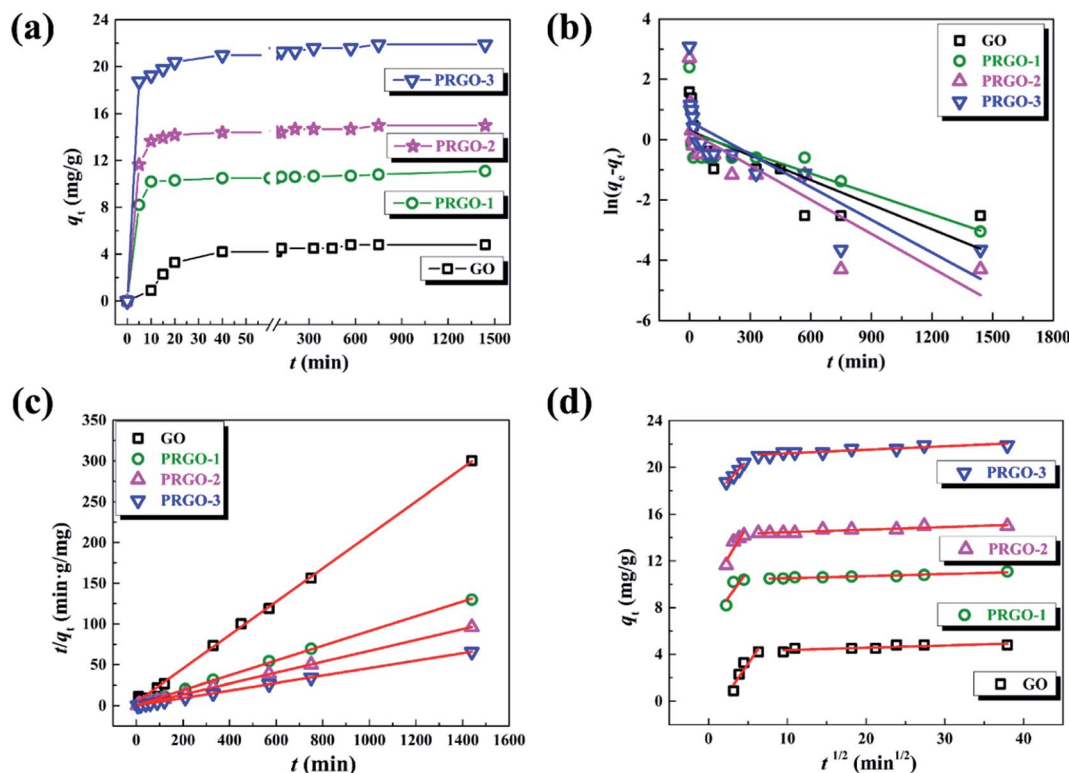 (a)
24
20
16
12
8
4
0
qt (mg/g)
PRGO-3
PRGO-2
PRGO-1
GO
0 10 20 30 40 50 300 600 900 1200 1500
t (min)
(b)
4
2
0
-2
-4
-6
ln(qe-qt)
GO
PRGO-1
PRGO-2
PRGO-3
0 300 600 900 1200 1500 1800
t (min)
(c)
350
300
250
200
150
100
50
0
t/qt (min·g/mg)
GO
PRGO-1
PRGO-2
PRGO-3
0 200 400 600 800 1000 1200 1400 1600
t (min)
(d)
24
20
16
12
8
4
0
qt (mg/g)
PRGO-3
PRGO-2
PRGO-1
GO
0 10 20 30 40
t 1/2 (min1/2)